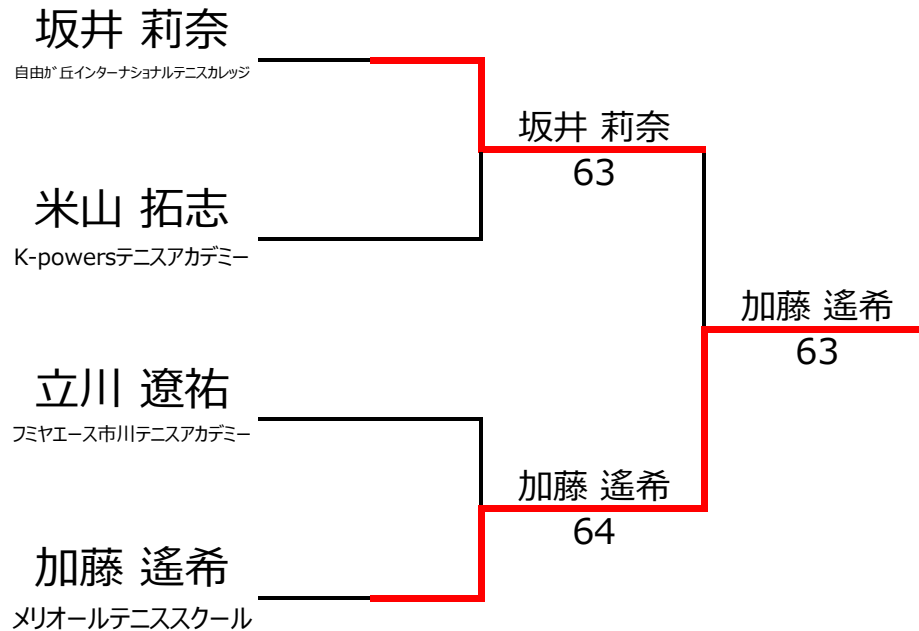 坂井 莉奈
自由が丘インターナショナルテニスカレッジ
坂井 莉奈
63
米山 拓志
K-powersテニスアカデミー
加藤 遙希
63
立川 遼祐
フミヤエース市川テニスアカデミー
加藤 遙希
64
加藤 遙希
メリオールテニススクール